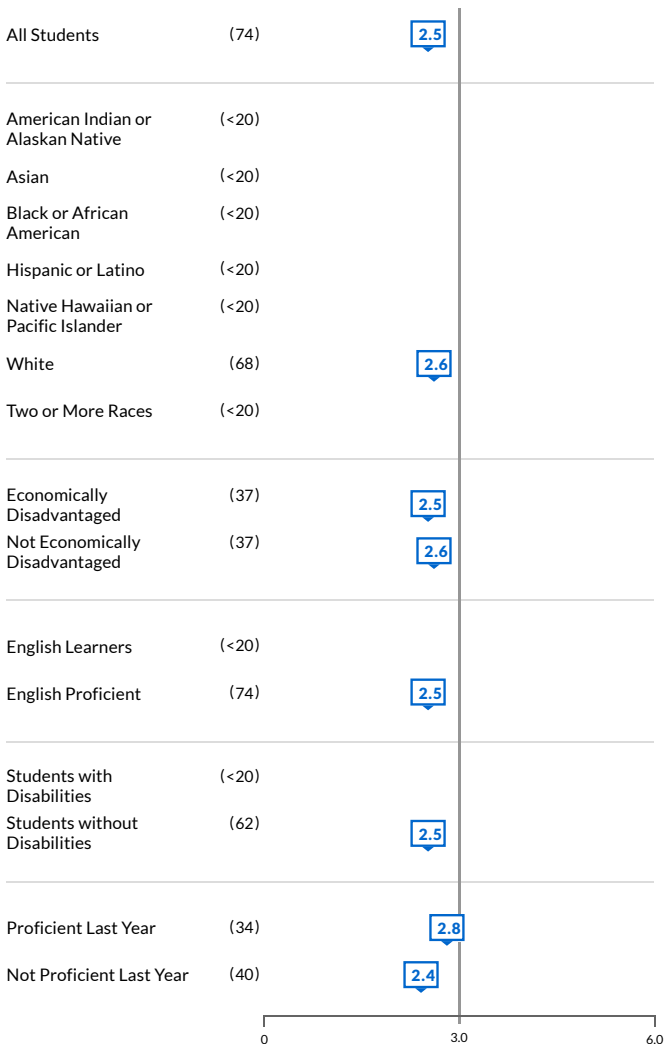 All Students (74) 2.5
American Indian or (<20)
Alaskan Native
Asian (<20)
Black or African (<20)
American
Hispanic or Latino (<20)
Native Hawaiian or (<20)
Pacific Islander
White (68) 2.6
Two or More Races (<20)
Economically (37) 2.5
Disadvantaged
Not Economically (37) 2.6
Disadvantaged
English Learners (<20)
English Proficient (74) 2.5
Students with (<20)
Disabilities
Students without (62) 2.5
Disabilities
Proficient Last Year (34) 2.8
Not Proficient Last Year (40) 2.4
0 3.0 6.0